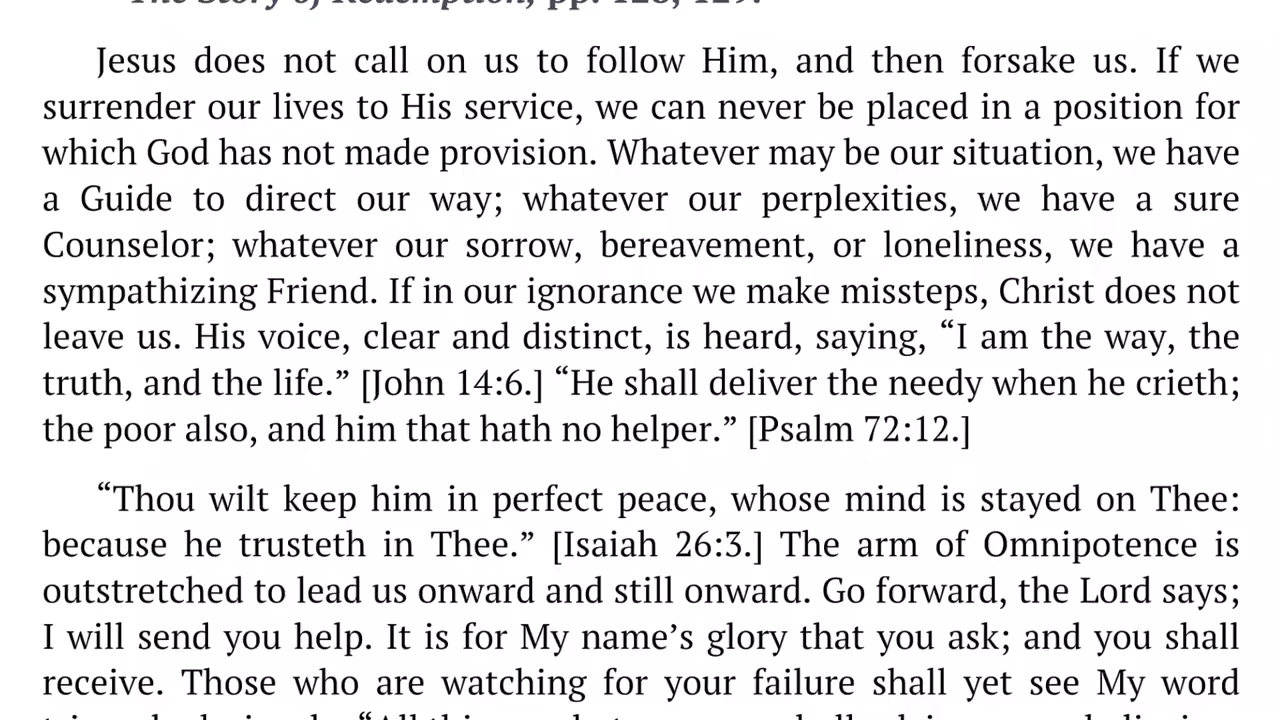 The Story of Redemption, pp. 128, 129.
Jesus does not call on us to follow Him, and then forsake us. If we
surrender our lives to His service, we can never be placed in a position for
which God has not made provision. Whatever may be our situation, we have
a Guide to direct our way; whatever our perplexities, we have a sure
Counselor; whatever our sorrow, bereavement, or loneliness, we have a
sympathizing Friend. If in our ignorance we make missteps, Christ does not
leave us. His voice, clear and distinct, is heard, saying, “I am the way, the
truth, and the life.” [John 14:6.] “He shall deliver the needy when he crieth;
the poor also, and him that hath no helper.” [Psalm 72:12.]
“Thou wilt keep him in perfect peace, whose mind is stayed on Thee:
because he trusteth in Thee.” [Isaiah 26:3.] The arm of Omnipotence is
outstretched to lead us onward and still onward. Go forward, the Lord says;
I will send you help. It is for My name’s glory that you ask; and you shall
receive. Those who are watching for your failure shall yet see My word